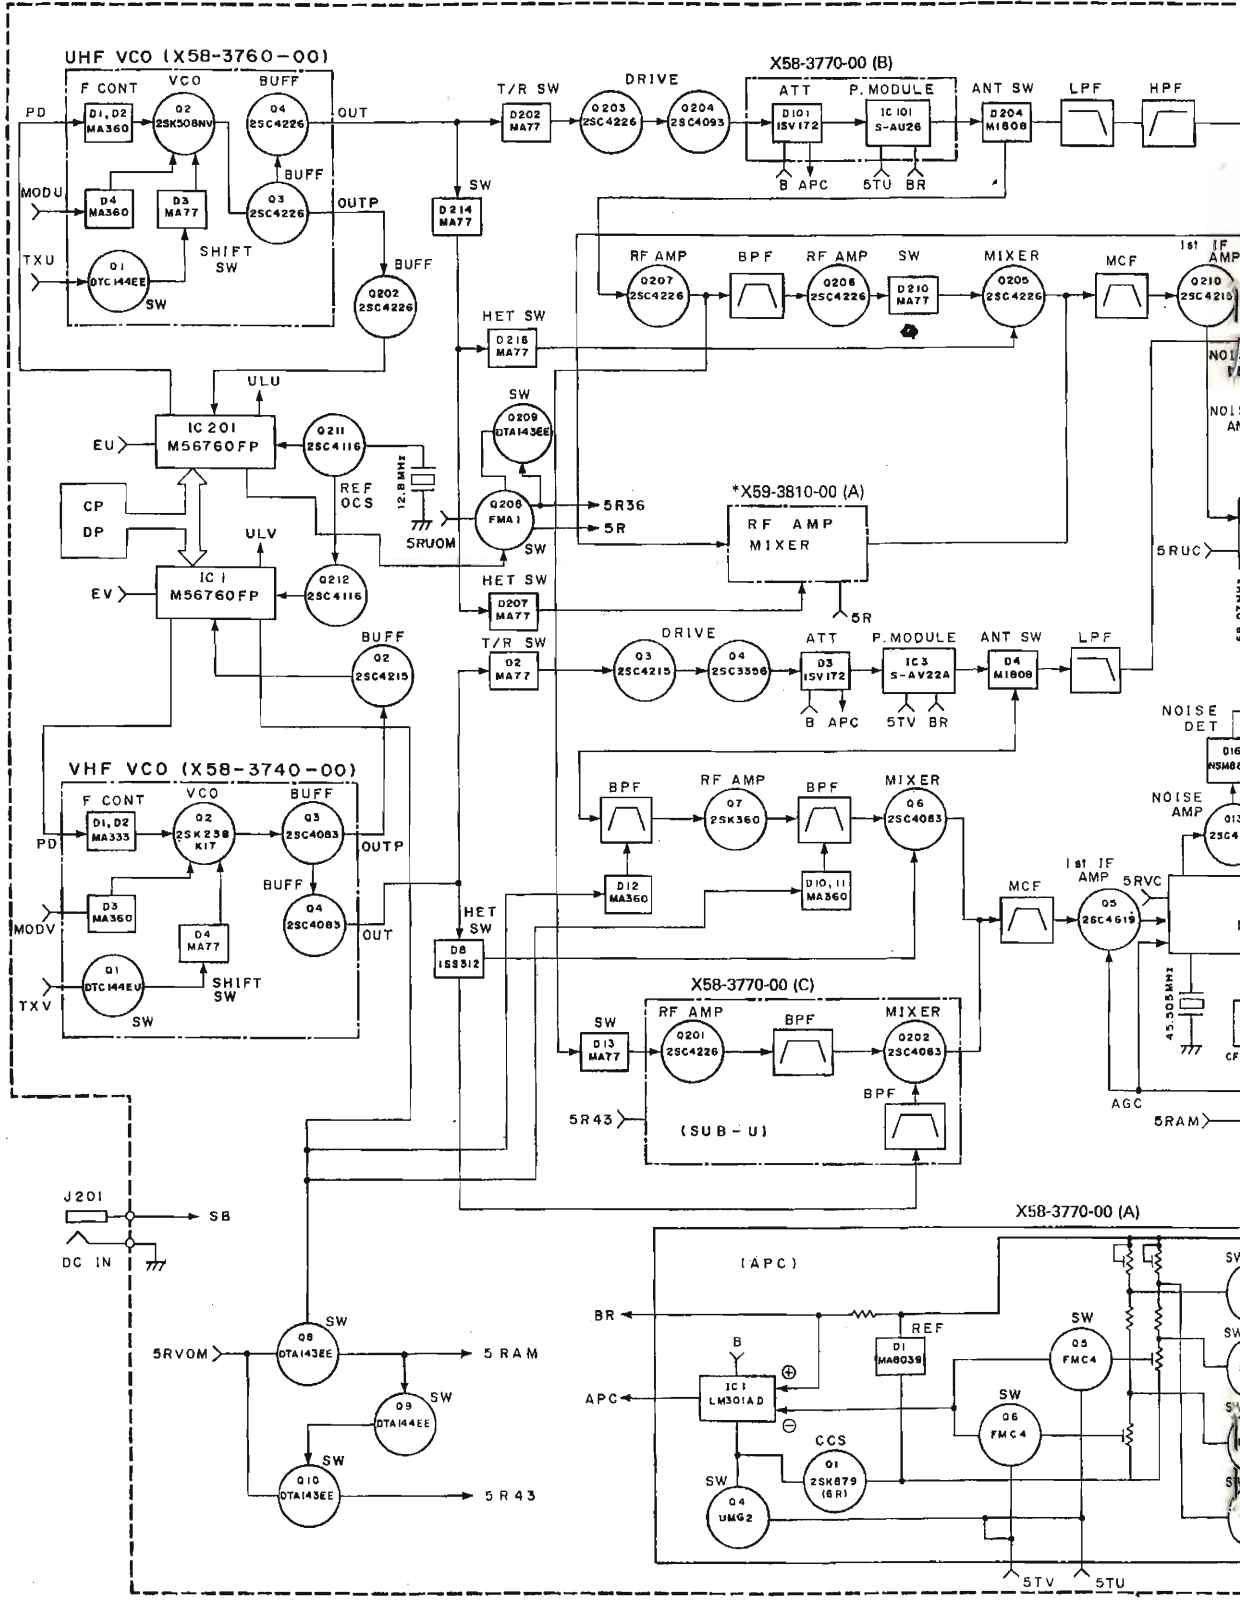 UHF VCO (X58-3760-00)
F CONT
VCO
BUFF
PD
D1, D2
MA360
Q2
2SK508NV
Q4
2SC4226
OUT
MODU
D4
MA360
D3
MA77
BUFF
Q3
2SC4226
OUTP
TXU
Q1
DTC144EE
SW
SHIFT
SW
BUFF
Q202
2SC4226
T/R SW
D202
MA77
DRIVE
Q203
2SC4226
Q204
2SC4093
X58-3770-00 (B)
ATT
P.MODULE
D101
1SV172
IC101
S-AU26
B
APC
5TU
BR
ANT SW
D204
MI808
LPF
HPF
SW
D214
MA77
RF AMP
Q207
2SC4226
BPF
RF AMP
2SC4226
SW
D210
MA77
MIXER
Q205
2SC4226
MCF
1st IF
AMP
Q210
HET SW
D216
MA77
ULU
IC201
M56760FP
EU
Q211
2SC4116
REF
OCS
12.8MHz
SW
Q209
DTA143EE
FMA1
SW
5R36
5R
5RUOM
*X59-3810-00 (A)
RF AMP
MIXER
5R
CP
DP
ULV
IC1
M56760FP
EV
Q212
2SC4116
HET SW
D207
MA77
5RUC
T/R SW
D2
MA77
DRIVE
Q3
2SC4215
Q4
2SC3356
ATT
D3
1SV172
B
APC
P.MODULE
IC3
S-AV22A
5TV
BR
ANT SW
D4
MI808
LPF
BUFF
Q2
2SC4215
NOISE
DET
D16
NOISE
AMP
VHF VCO (X58-3740-00)
F CONT
VCO
BUFF
PD
D1, D2
MA333
Q2
2SK238
K17
Q3
2SC4083
OUTP
MODV
D3
MA360
D4
MA77
BUFF
Q4
2SC4083
OUT
TXV
Q1
DTC144EU
SW
SHIFT
SW
BPF
RF AMP
Q7
2SK360
BPF
MIXER
Q6
2SC4083
D12
MA360
D10, 11
MA360
HET
SW
D8
1SS312
MCF
1st IF
AMP
Q5
2SC4619
5RVC
45.505MHz
CF
AGC
5RAM
X58-3770-00 (C)
SW
D13
MA77
RF AMP
Q201
2SC4226
BPF
MIXER
Q202
2SC4083
BPF
5R43
(SUB-U)
J201
SB
DC IN
X58-3770-00 (A)
(APC)
BR
REF
D1
MA8039
B
IC1
LM301AD
⊕
⊖
APC
SW
Q5
FMC4
SW
Q6
FMC4
CCS
Q1
2SK879
(GR)
SW
Q4
UMG2
5TV
5TU
5RVOM
SW
Q8
DTA143EE
5RAM
SW
Q9
DTA144EE
SW
Q10
DTA143EE
5R43